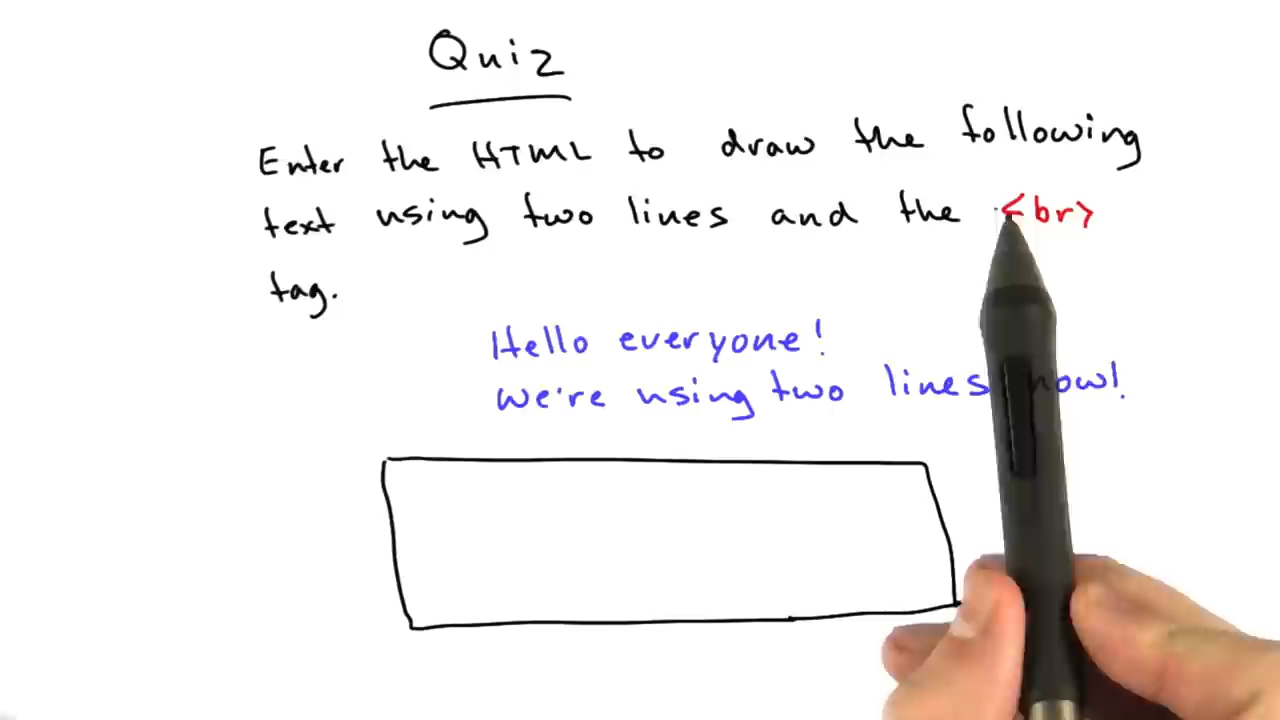 Quiz
Enter the HTML to draw the following
text using two lines and the <br>
tag.
Hello everyone!
we're using two lines now!